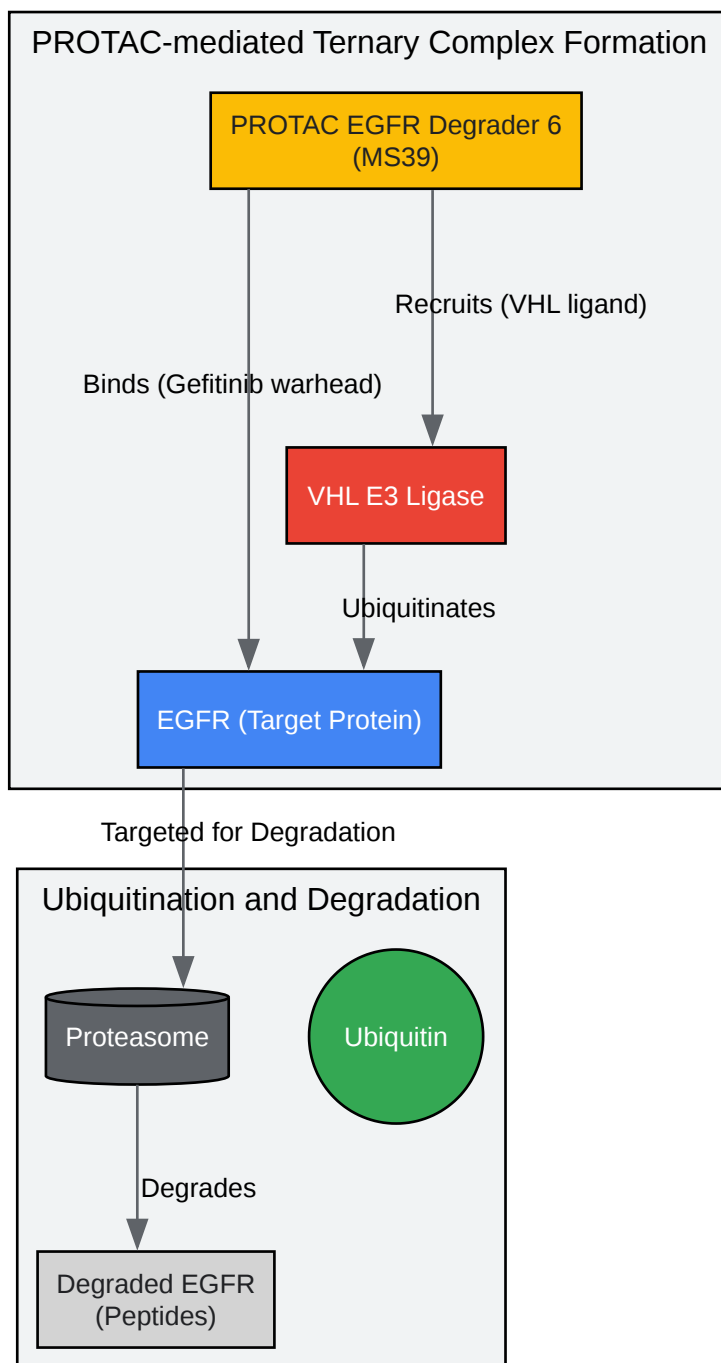 PROTAC-mediated Ternary Complex Formation
PROTAC EGFR Degrader 6
(MS39)
Recruits (VHL ligand)
Binds (Gefitinib warhead)
VHL E3 Ligase
Ubiquitinates
EGFR (Target Protein)
Targeted for Degradation
Ubiquitination and Degradation
Proteasome
Ubiquitin
Degrades
Degraded EGFR
(Peptides)